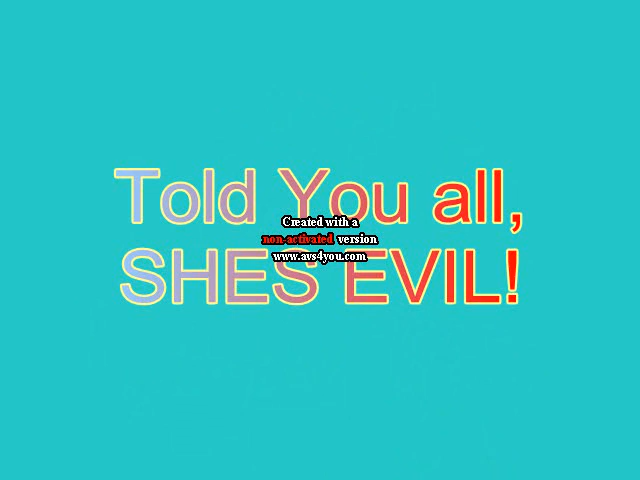 Told You all,
Created with a
non-activated version
www.avs4you.com
SHES EVIL!